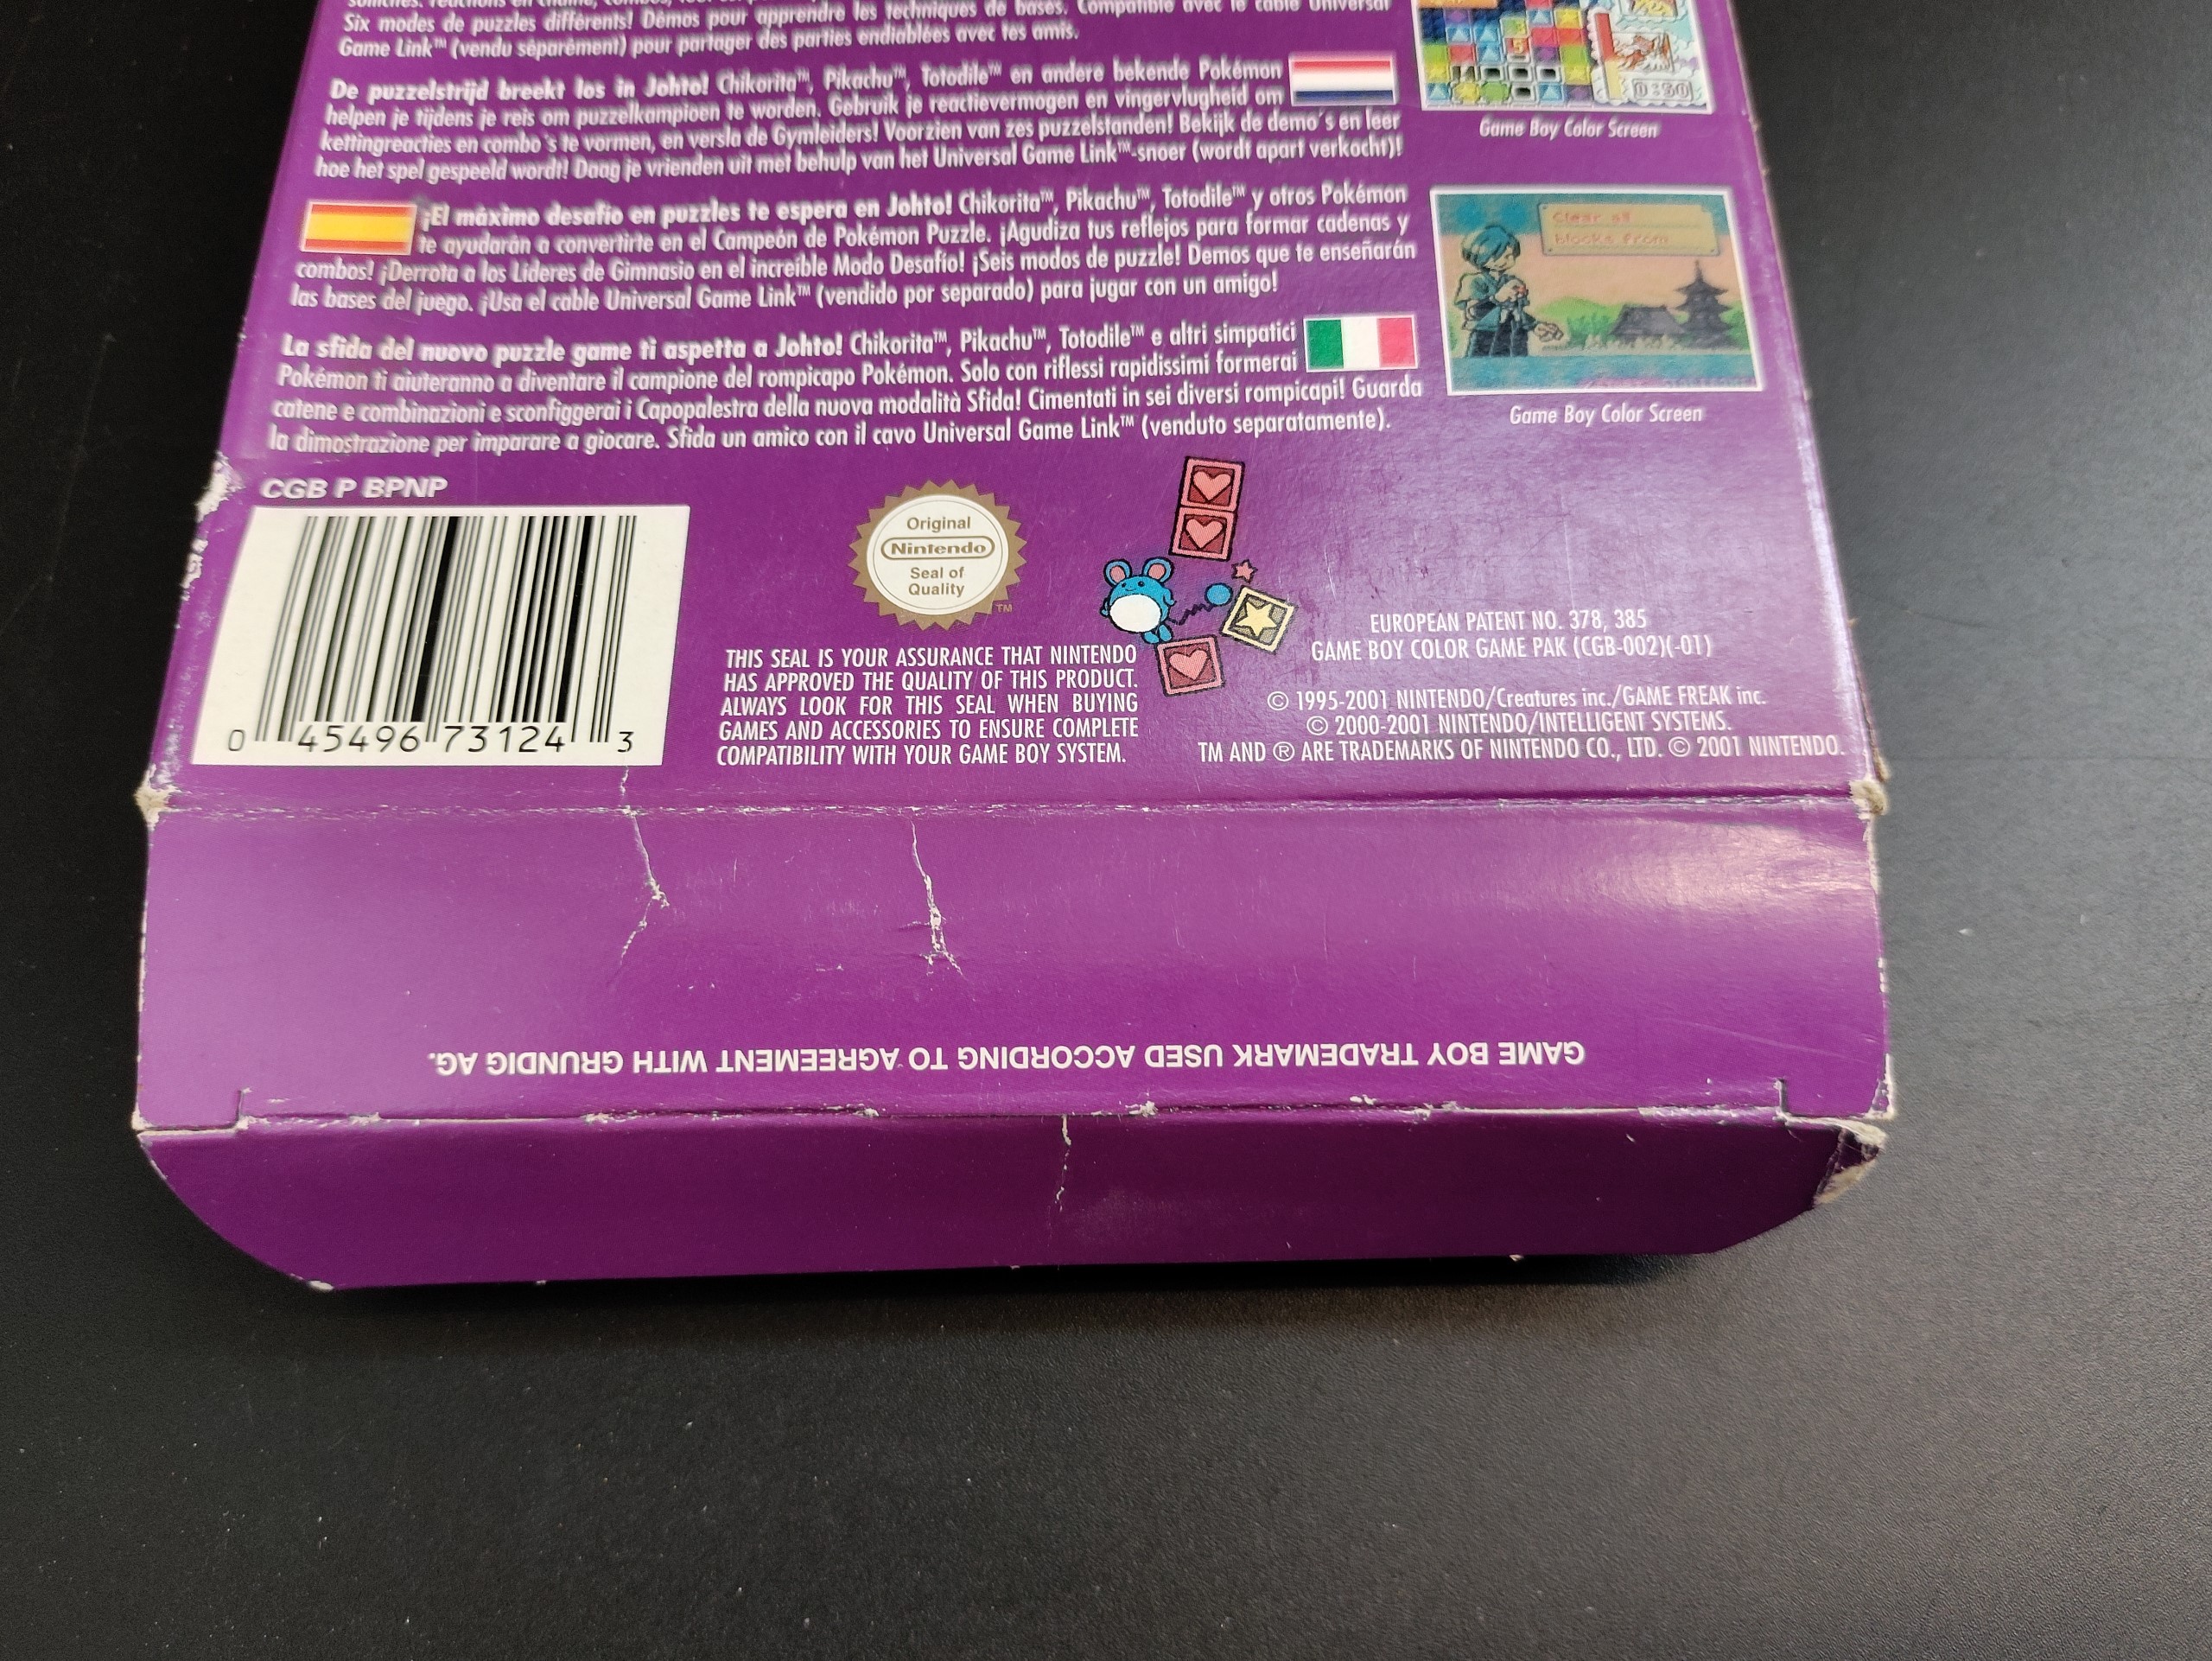 Six modes de puzzles différents! Démos pour apprendre les techniques de bases. Compatible avec le câble Universal
Game Link™ (vendu séparément) pour partager des parties endiablées avec tes amis.
De puzzelstrijd breekt los in Johto! Chikorita™, Pikachu™, Totodile™ en andere bekende Pokémon
helpen je tijdens je reis om puzzelkampioen te worden. Gebruik je reactievermogen en vingervlugheid om
kettingreacties en combo's te vormen, en versla de Gymleiders! Voorzien van zes puzzelstanden! Bekijk de demo's en leer
hoe het spel gespeeld wordt! Daag je vrienden uit met behulp van het Universal Game Link™-snoer (wordt apart verkocht)!
¡El máximo desafío en puzzles te espera en Johto! Chikorita™, Pikachu™, Totodile™ y otros Pokémon
te ayudarán a convertirte en el Campeón de Pokémon Puzzle. ¡Agudiza tus reflejos para formar cadenas y
combos! ¡Derrota a los Líderes de Gimnasio en el increíble Modo Desafío! ¡Seis modos de puzzle! Demos que te enseñarán
las bases del juego. ¡Usa el cable Universal Game Link™ (vendido por separado) para jugar con un amigo!
La sfida del nuovo puzzle game ti aspetta a Johto! Chikorita™, Pikachu™, Totodile™ e altri simpatici
Pokémon ti aiuteranno a diventare il campione del rompicapo Pokémon. Solo con riflessi rapidissimi formerai
catene e combinazioni e sconfiggerai i Capopalestra della nuova modalità Sfida! Cimentati in sei diversi rompicapi! Guarda
la dimostrazione per imparare a giocare. Sfida un amico con il cavo Universal Game Link™ (venduto separatamente).
0:30
Game Boy Color Screen
Clear
blocks from
Game Boy Color Screen
CGB P BPNP
0 45496 73124 3
Original
Nintendo
Seal of
Quality
TM
THIS SEAL IS YOUR ASSURANCE THAT NINTENDO
HAS APPROVED THE QUALITY OF THIS PRODUCT.
ALWAYS LOOK FOR THIS SEAL WHEN BUYING
GAMES AND ACCESSORIES TO ENSURE COMPLETE
COMPATIBILITY WITH YOUR GAME BOY SYSTEM.
EUROPEAN PATENT NO. 378, 385
GAME BOY COLOR GAME PAK (CGB-002)(-01)
© 1995-2001 NINTENDO/Creatures inc./GAME FREAK inc.
© 2000-2001 NINTENDO/INTELLIGENT SYSTEMS.
TM AND ® ARE TRADEMARKS OF NINTENDO CO., LTD. © 2001 NINTENDO.
GAME BOY TRADEMARK USED ACCORDING TO AGREEMENT WITH GRUNDIG AG.